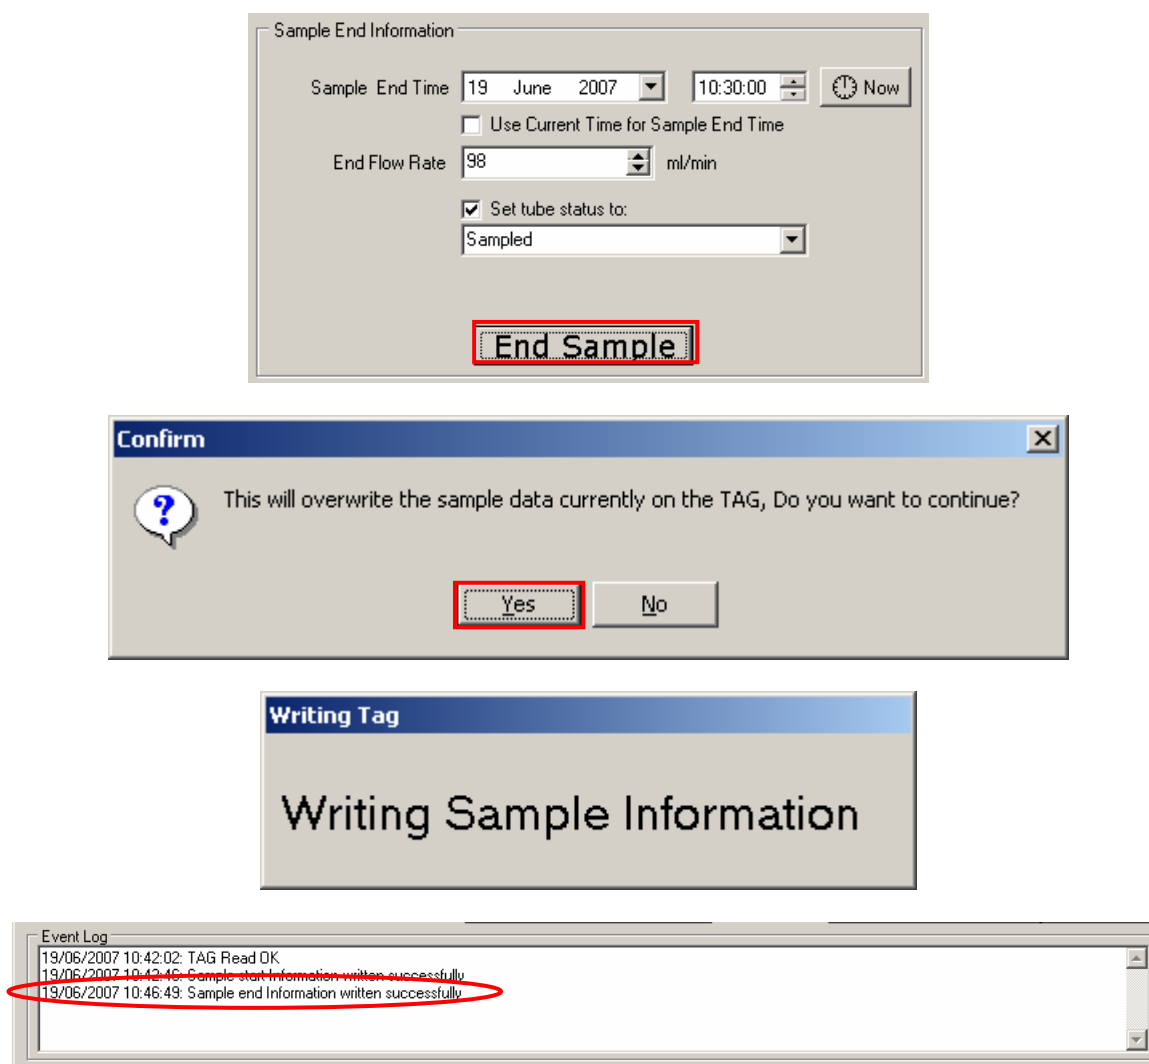 Sample End Information
Sample End Time 19 June 2007 10:30:00 Now
Use Current Time for Sample End Time
End Flow Rate 98 ml/min
Set tube status to:
Sampled
End Sample
Confirm
This will overwrite the sample data currently on the TAG, Do you want to continue?
Yes No
Writing Tag
Writing Sample Information
Event Log
19/06/2007 10:42:02: TAG Read OK
19/06/2007 10:42:46: Sample start Information written successfully
19/06/2007 10:46:49: Sample end Information written successfully